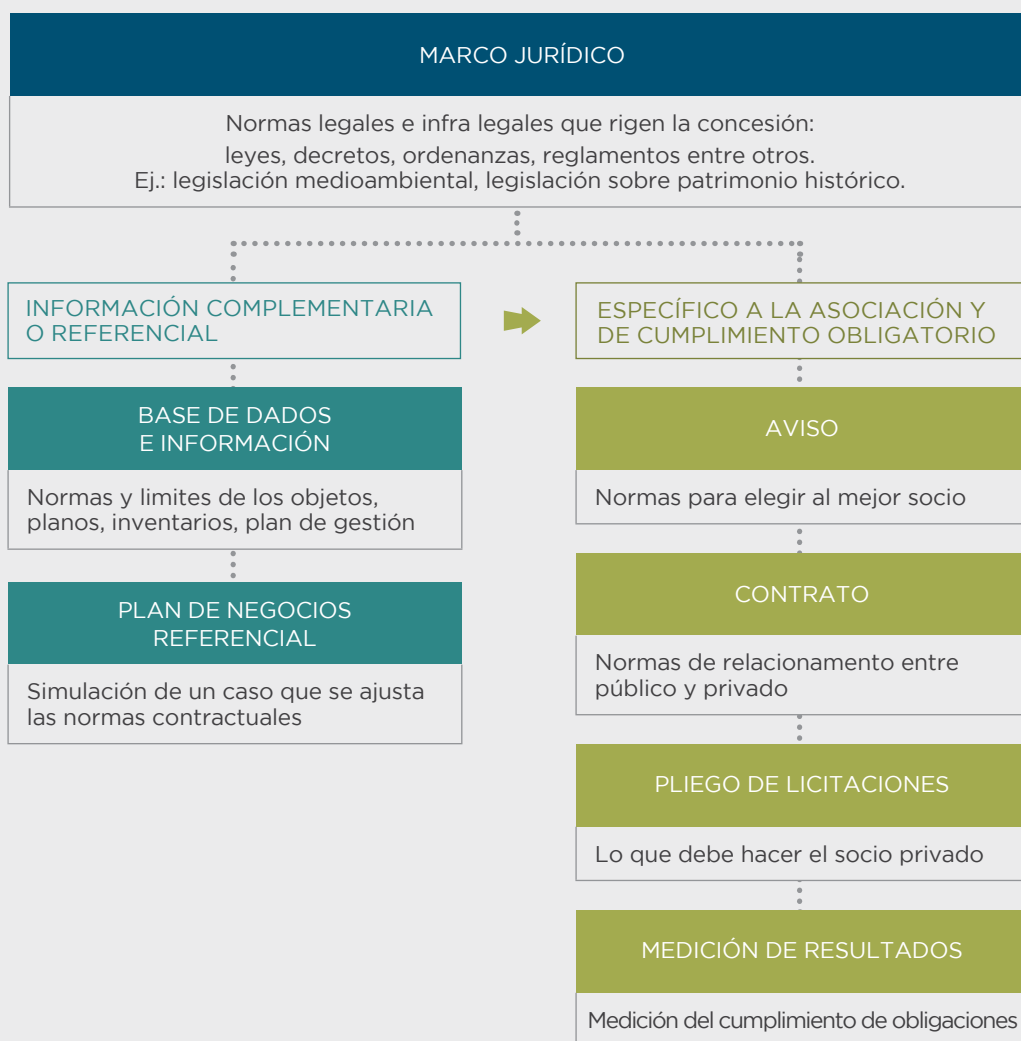 MARCO JURÍDICO
Normas legales e infra legales que rigen la concesión:
leyes, decretos, ordenanzas, reglamentos entre otros.
Ej.: legislación medioambiental, legislación sobre patrimonio histórico.
INFORMACIÓN COMPLEMENTARIA
O REFERENCIAL
BASE DE DADOS
E INFORMACIÓN
Normas y limites de los objetos,
planos, inventarios, plan de gestión
PLAN DE NEGOCIOS
REFERENCIAL
Simulación de un caso que se ajusta
las normas contractuales
ESPECÍFICO A LA ASOCIACIÓN Y
DE CUMPLIMIENTO OBLIGATORIO
AVISO
Normas para elegir al mejor socio
CONTRATO
Normas de relacionamento entre
público y privado
PLIEGO DE LICITACIONES
Lo que debe hacer el socio privado
MEDICIÓN DE RESULTADOS
Medición del cumplimiento de obligaciones